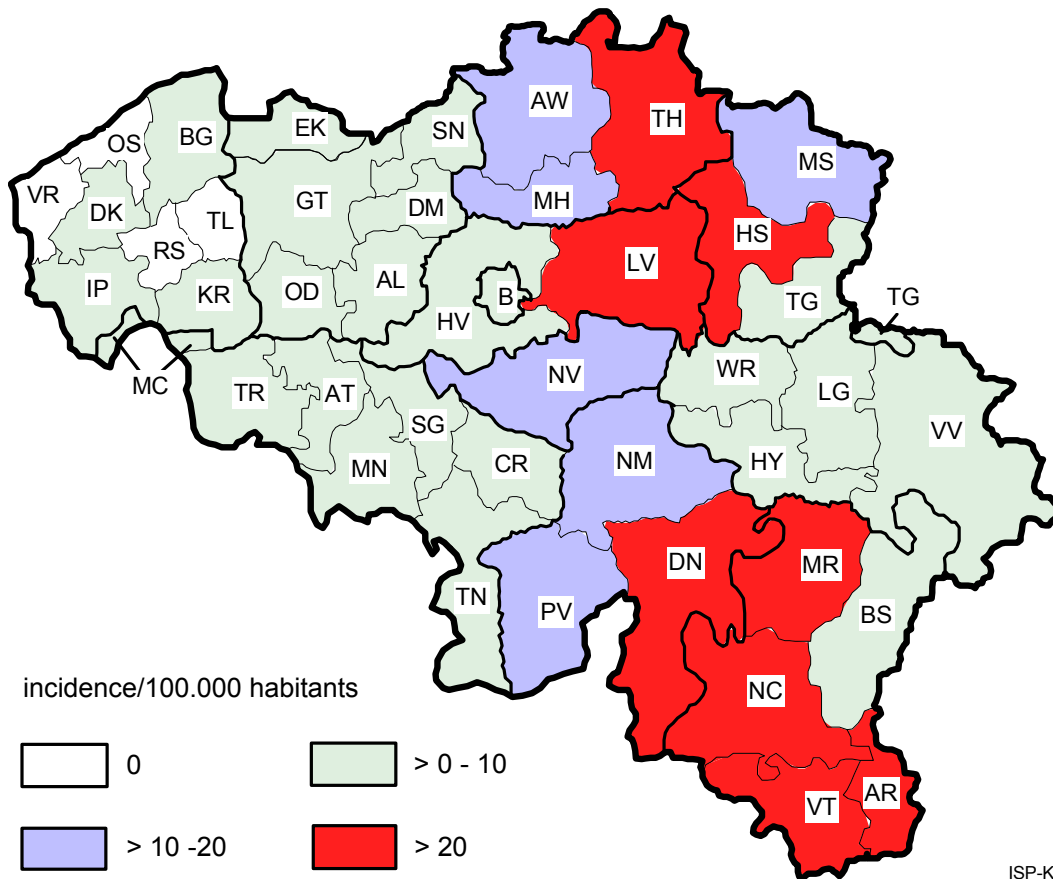 AW
TH
EK
SN
OS
BG
MS
VR
GT
DM
MH
DK
TL
HS
RS
LV
IP
AL
KR
OD
B
TG
TG
HV
MC
NV
WR
TR
AT
LG
SG
VV
MN
CR
NM
HY
DN
MR
TN
PV
BS
incidence/100.000 habitants
NC
0
> 0 - 10
VT
AR
> 10 -20
> 20
ISP-K